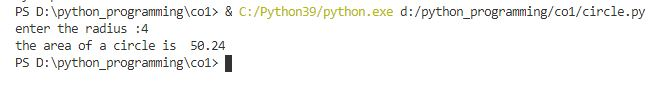 PS D:\python_programming\co1> & C:/Python39/python.exe d:/python_programming/co1/circle.py
enter the radius :4
the area of a circle is  50.24
PS D:\python_programming\co1>